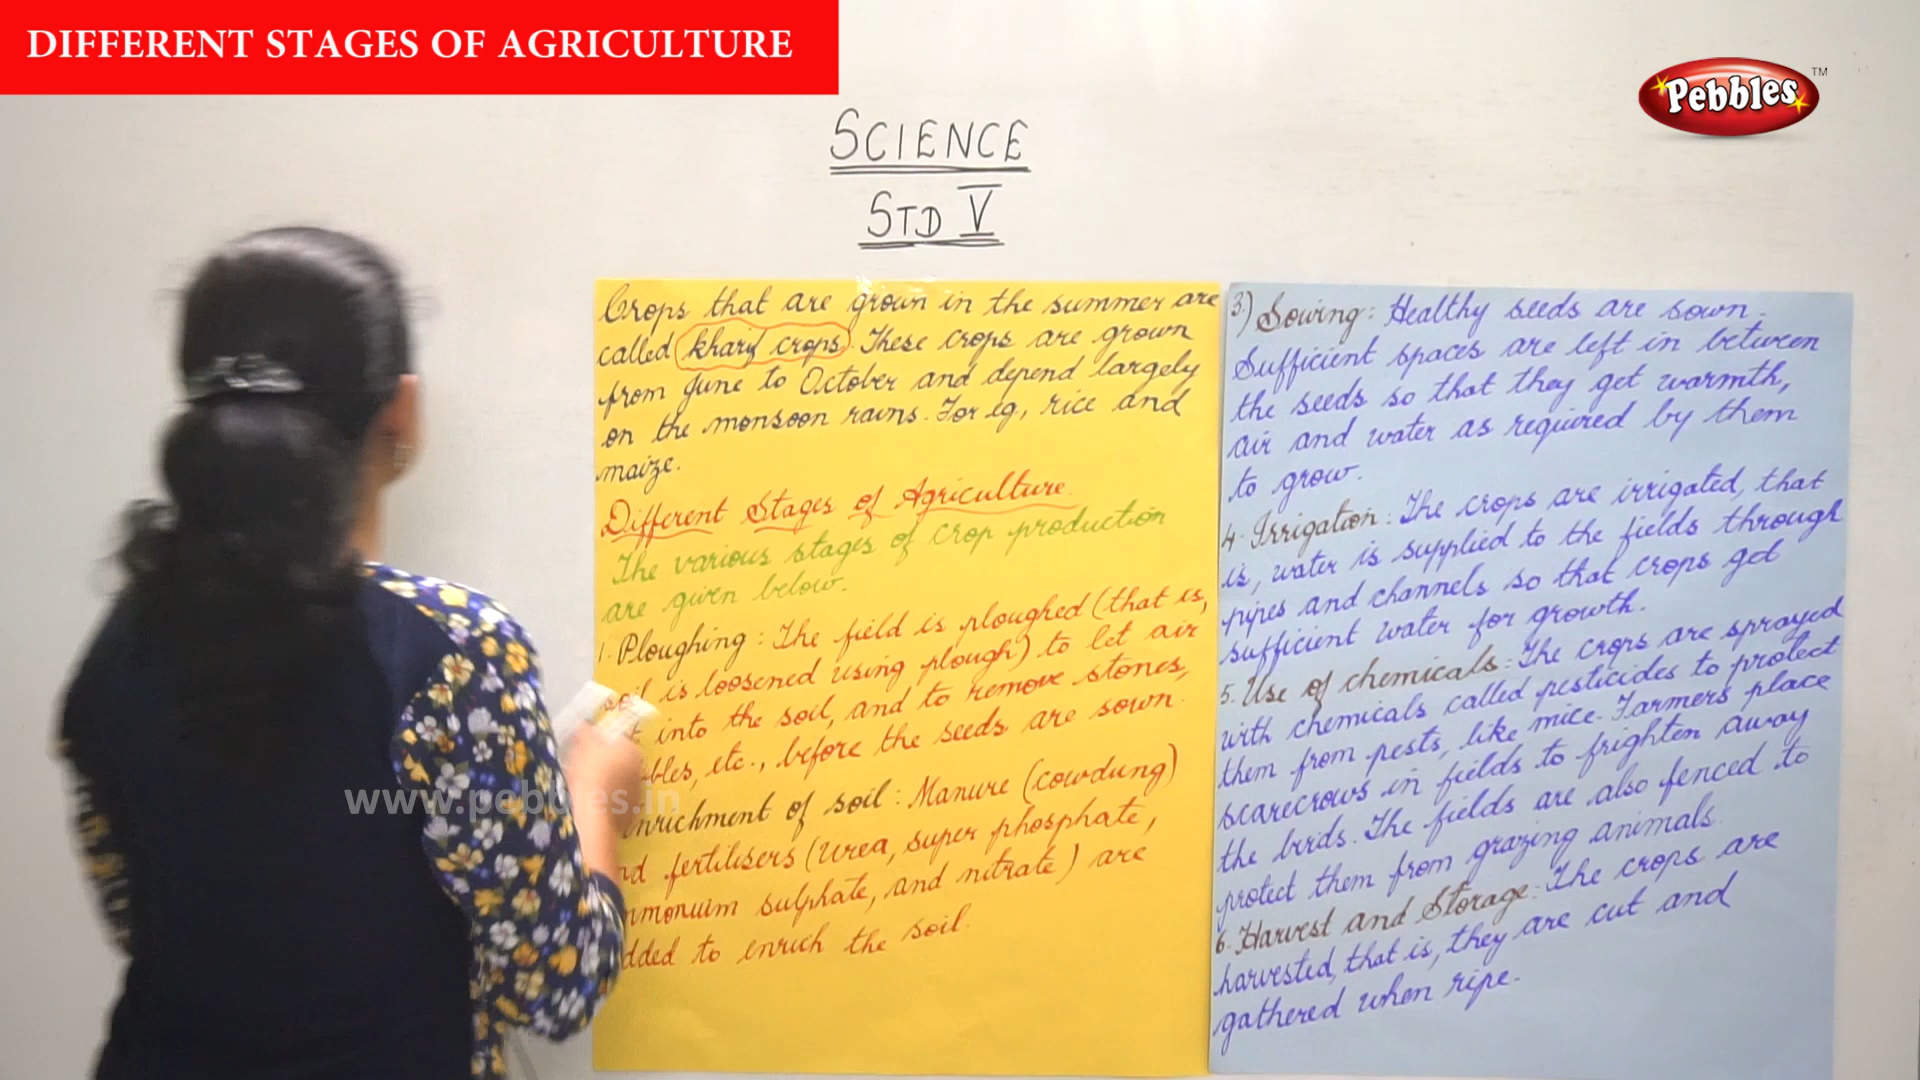 DIFFERENT STAGES OF AGRICULTURE
Pebbles
TM
SCIENCE
STD V
Crops that are grown in the summer are
called kharif crops. These crops are grown
from June to October and depend largely
on the monsoon rains. For eg, rice and
maize.
Different Stages of Agriculture.
The various stages of crop production
are given below.
1. Ploughing: The field is ploughed (that is,
soil is loosened using plough) to let air
into the soil, and to remove stones,
etc., before the seeds are sown.
of soil: Manure (cowdung)
fertilisers (urea, super phosphate,
sulphate, and nitrate) are
to enrich the soil.
3.) Sowing: Healthy seeds are sown.
Sufficient spaces are left in between
the seeds so that they get warmth,
air and water as required by them
to grow.
4. Irrigation: The crops are irrigated, that
is, water is supplied to the fields through
pipes and channels so that crops get
sufficient water for growth.
5. Use of chemicals: The crops are sprayed
with chemicals called pesticides to protect
them from pests, like mice. Farmers place
scarecrows in fields to frighten away
the birds. The fields are also fenced to
protect them from grazing animals.
6. Harvest and Storage: The crops are
harvested, that is, they are cut and
gathered when ripe.
www.pebbles.in